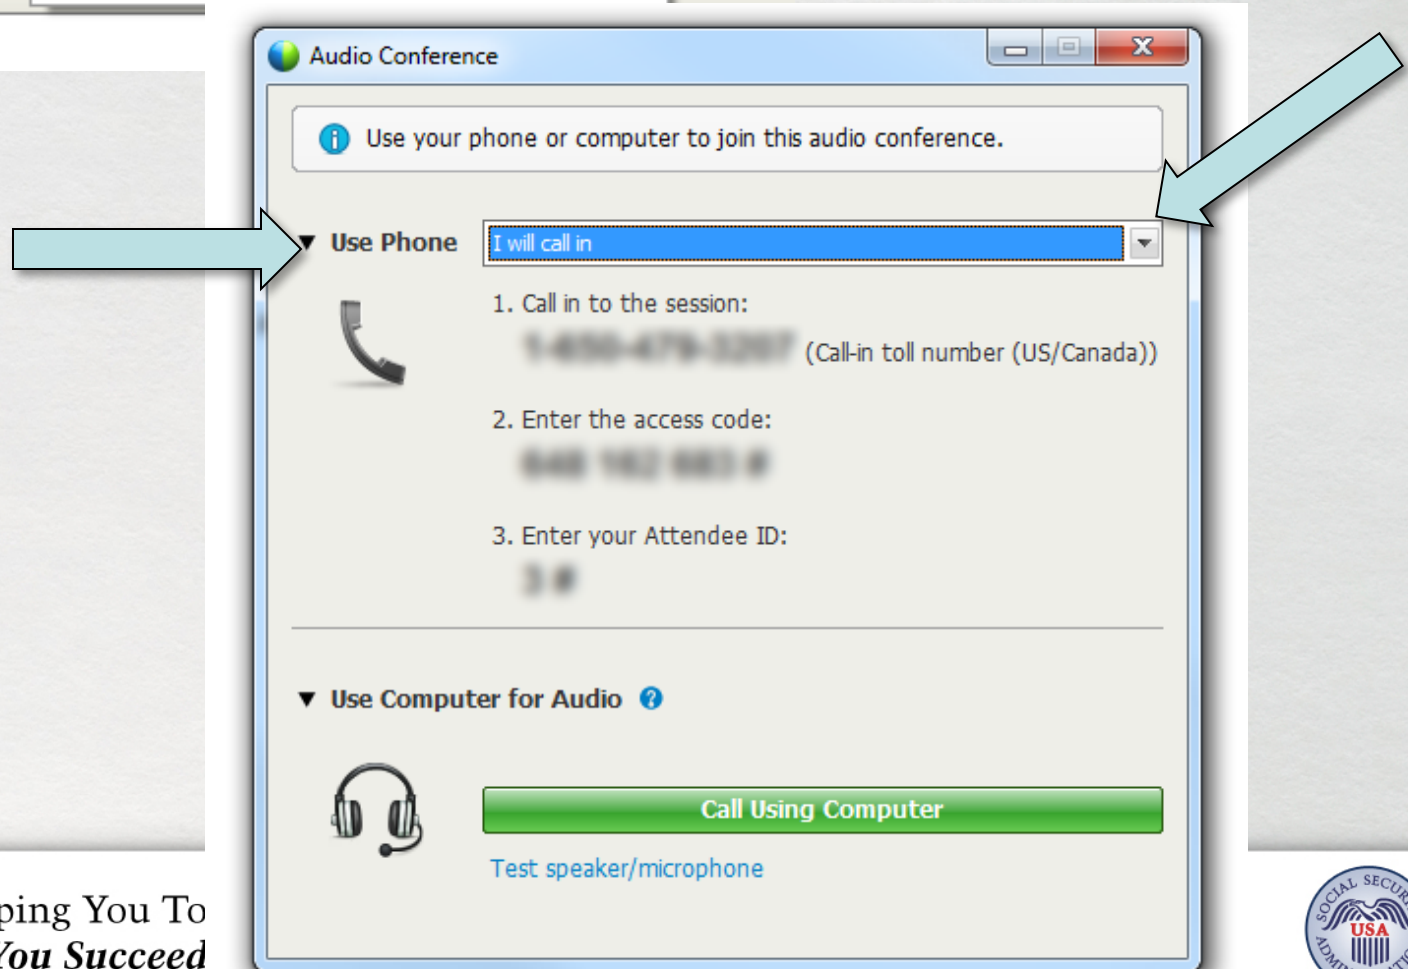 Audio Conference
Use your phone or computer to join this audio conference.
Use Phone
I will call in
1. Call in to the session:
(Call-in toll number (US/Canada))
2. Enter the access code:
3. Enter your Attendee ID:
Use Computer for Audio
Call Using Computer
Test speaker/microphone
ping You To
You Succeed
SOCIAL
USA